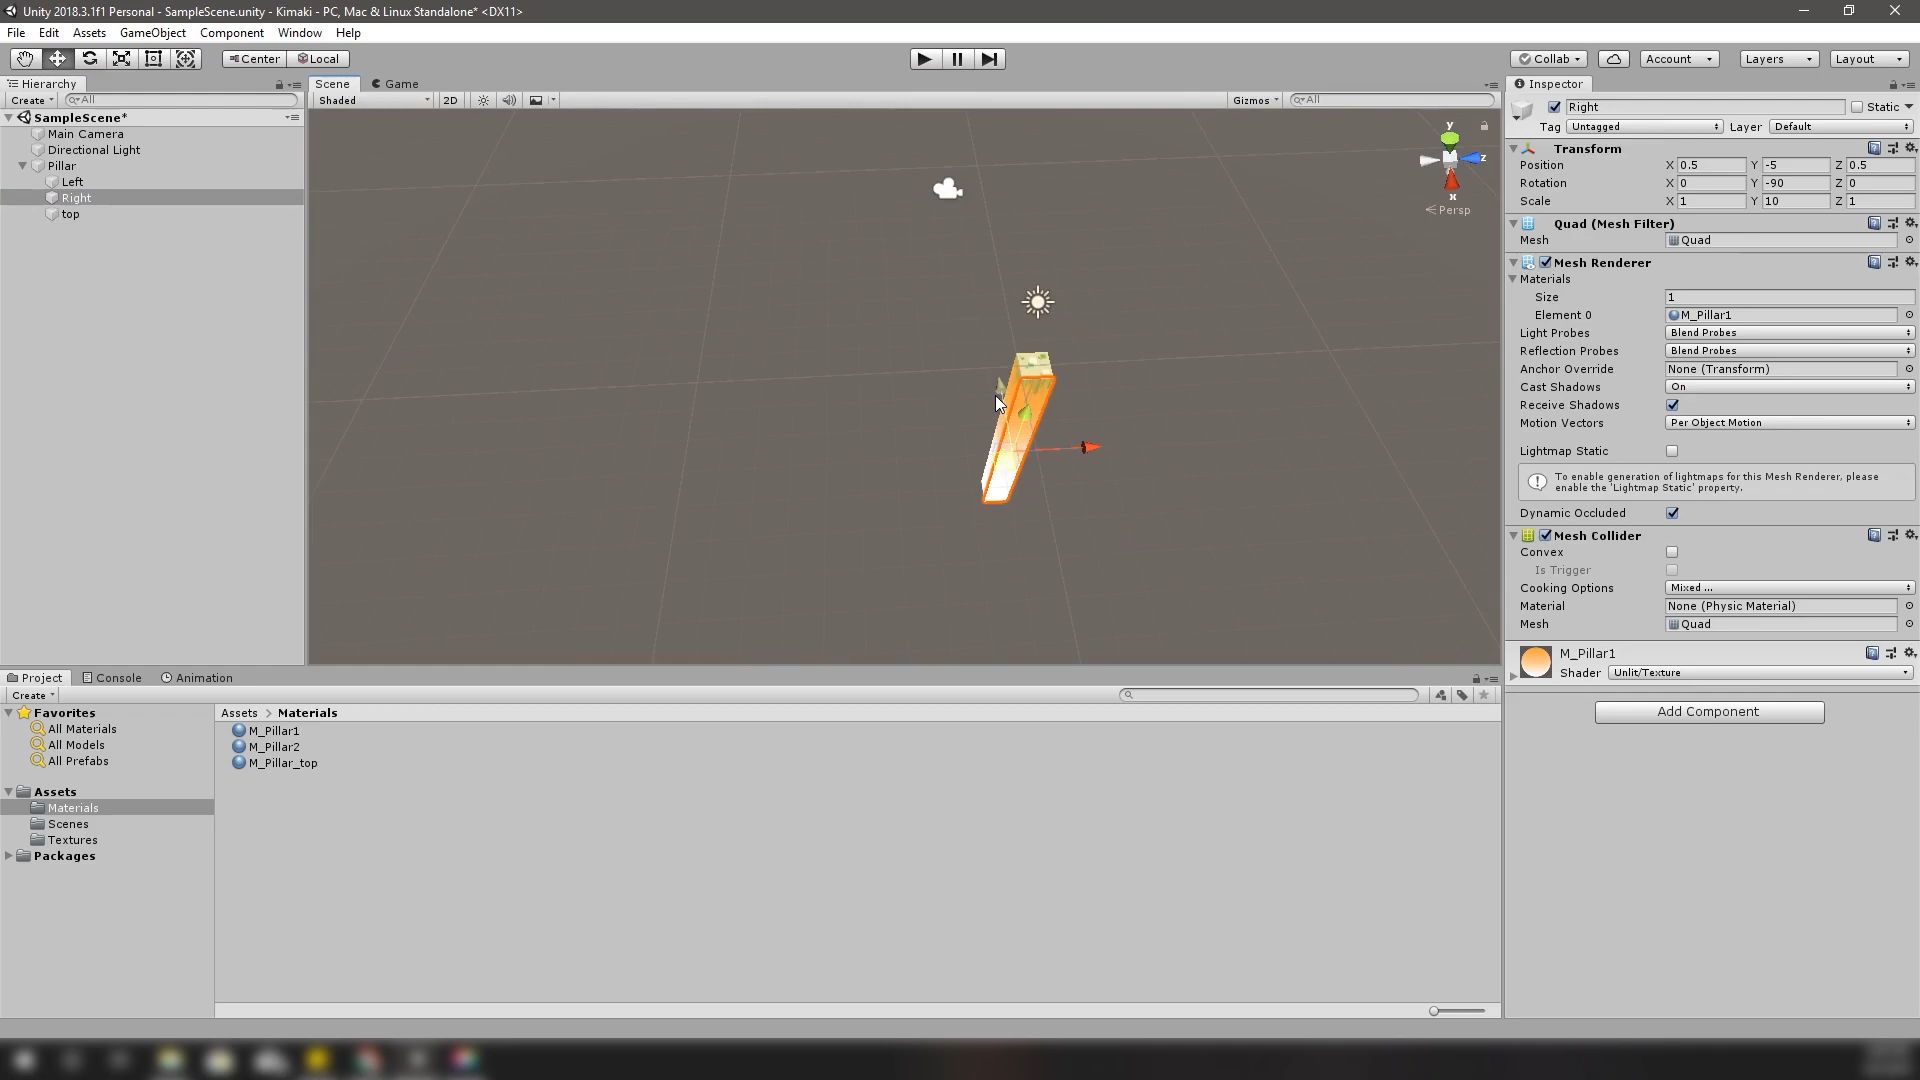 Unity 2018.3.1f1 Personal - SampleScene.unity - Kimaki - PC, Mac & Linux Standalone* <DX11>
File Edit Assets GameObject Component Window Help
Center Local Collab Account Layers Layout
Hierarchy
Create All
SampleScene*
Main Camera
Directional Light
Pillar
Left
Right
top
Scene Game
Shaded 2D Gizmos All
y
z
x
Persp
Inspector
Right Static
Tag Untagged Layer Default
Transform
Position X 0.5 Y -5 Z 0.5
Rotation X 0 Y -90 Z 0
Scale X 1 Y 10 Z 1
Quad (Mesh Filter)
Mesh Quad
Mesh Renderer
Materials
Size 1
Element 0 M_Pillar1
Light Probes Blend Probes
Reflection Probes Blend Probes
Anchor Override None (Transform)
Cast Shadows On
Receive Shadows
Motion Vectors Per Object Motion
Lightmap Static
To enable generation of lightmaps for this Mesh Renderer, please
enable the 'Lightmap Static' property.
Dynamic Occluded
Mesh Collider
Convex
Is Trigger
Cooking Options Mixed ...
Material None (Physic Material)
Mesh Quad
M_Pillar1
Shader Unlit/Texture
Add Component
Project Console Animation
Create
Favorites
All Materials
All Models
All Prefabs
Assets
Materials
Scenes
Textures
Packages
Assets > Materials
M_Pillar1
M_Pillar2
M_Pillar_top